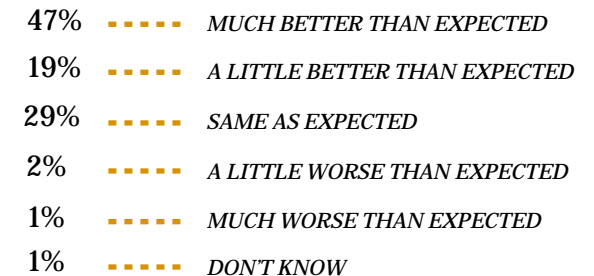 47% MUCH BETTER THAN EXPECTED
19% A LITTLE BETTER THAN EXPECTED
29% SAME AS EXPECTED
2% A LITTLE WORSE THAN EXPECTED
1% MUCH WORSE THAN EXPECTED
1% DON'T KNOW